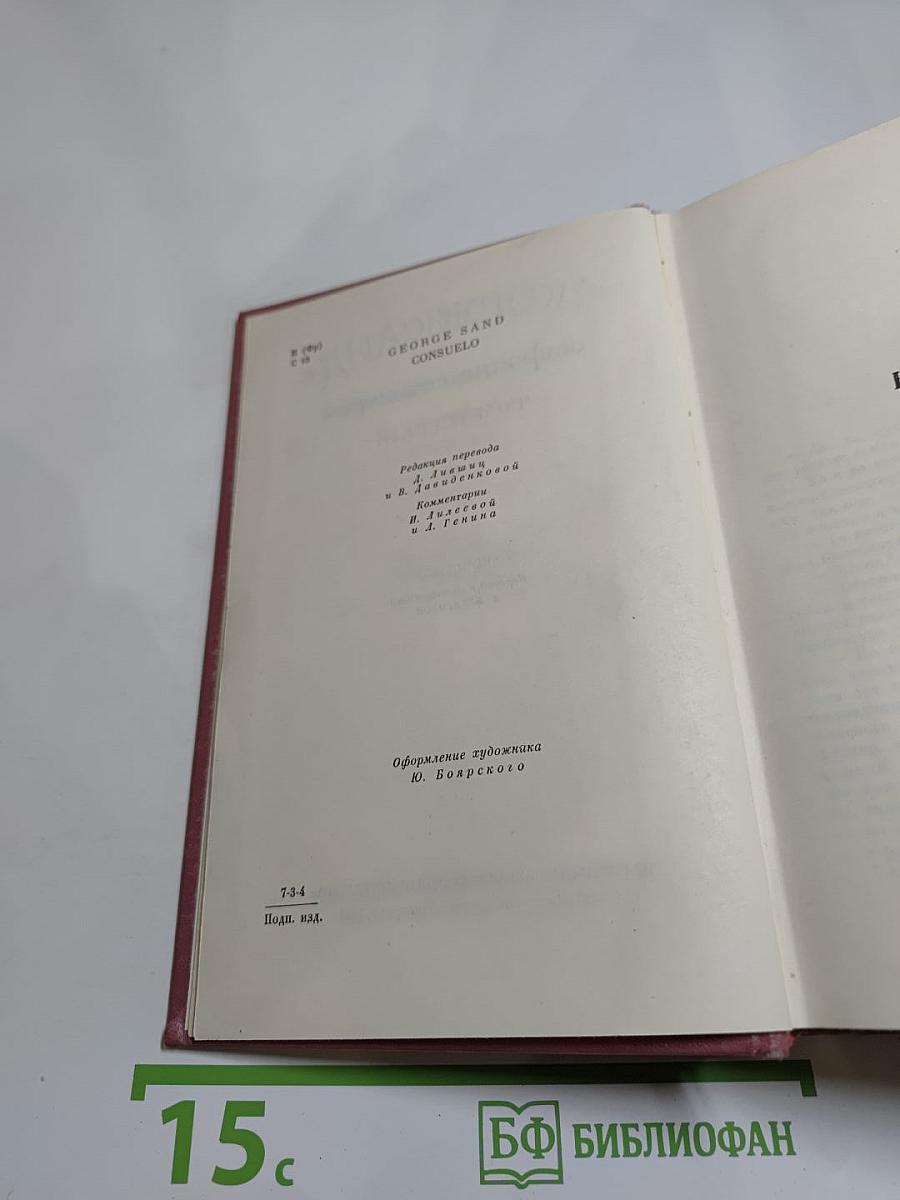 И (Фр)
С 18
GEORGE SAND
CONSUELO
Редакция перевода
Д. Лившиц
и В. Давиденковой
Комментарии
И. Лилеевой
и А. Генина
Оформление художника
Ю. Боярского
7-3-4
Подп. изд.
15 с
БФ БИБЛИОФАН